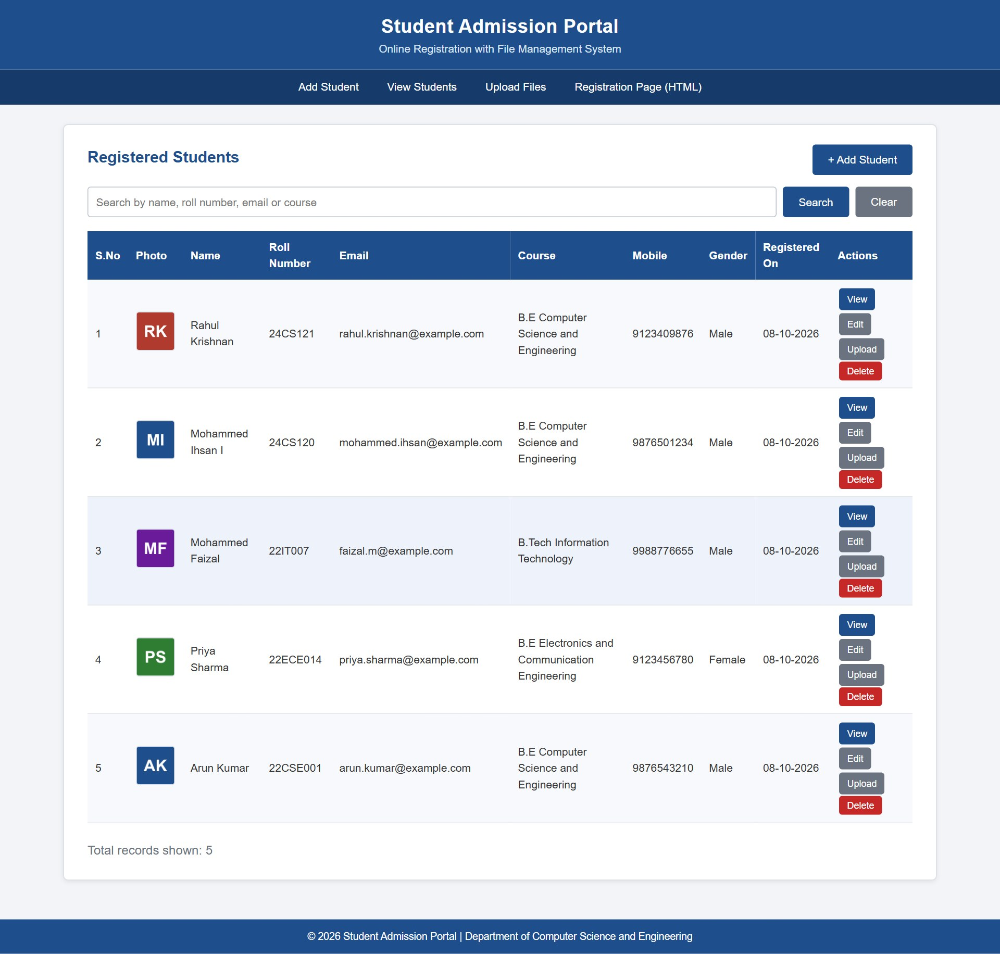 Student Admission Portal
Online Registration with File Management System
Add Student View Students Upload Files Registration Page (HTML)
Registered Students
+ Add Student
Search by name, roll number, email or course
Search
Clear
S.No Photo Name Roll Number Email Course Mobile Gender Registered On Actions
1 RK Rahul Krishnan 24CS121 rahul.krishnan@example.com B.E Computer Science and Engineering 9123409876 Male 08-10-2026
View
Edit
Upload
Delete
2 MI Mohammed Ihsan I 24CS120 mohammed.ihsan@example.com B.E Computer Science and Engineering 9876501234 Male 08-10-2026
View
Edit
Upload
Delete
3 MF Mohammed Faizal 22IT007 faizal.m@example.com B.Tech Information Technology 9988776655 Male 08-10-2026
View
Edit
Upload
Delete
4 PS Priya Sharma 22ECE014 priya.sharma@example.com B.E Electronics and Communication Engineering 9123456780 Female 08-10-2026
View
Edit
Upload
Delete
5 AK Arun Kumar 22CSE001 arun.kumar@example.com B.E Computer Science and Engineering 9876543210 Male 08-10-2026
View
Edit
Upload
Delete
Total records shown: 5
© 2026 Student Admission Portal | Department of Computer Science and Engineering